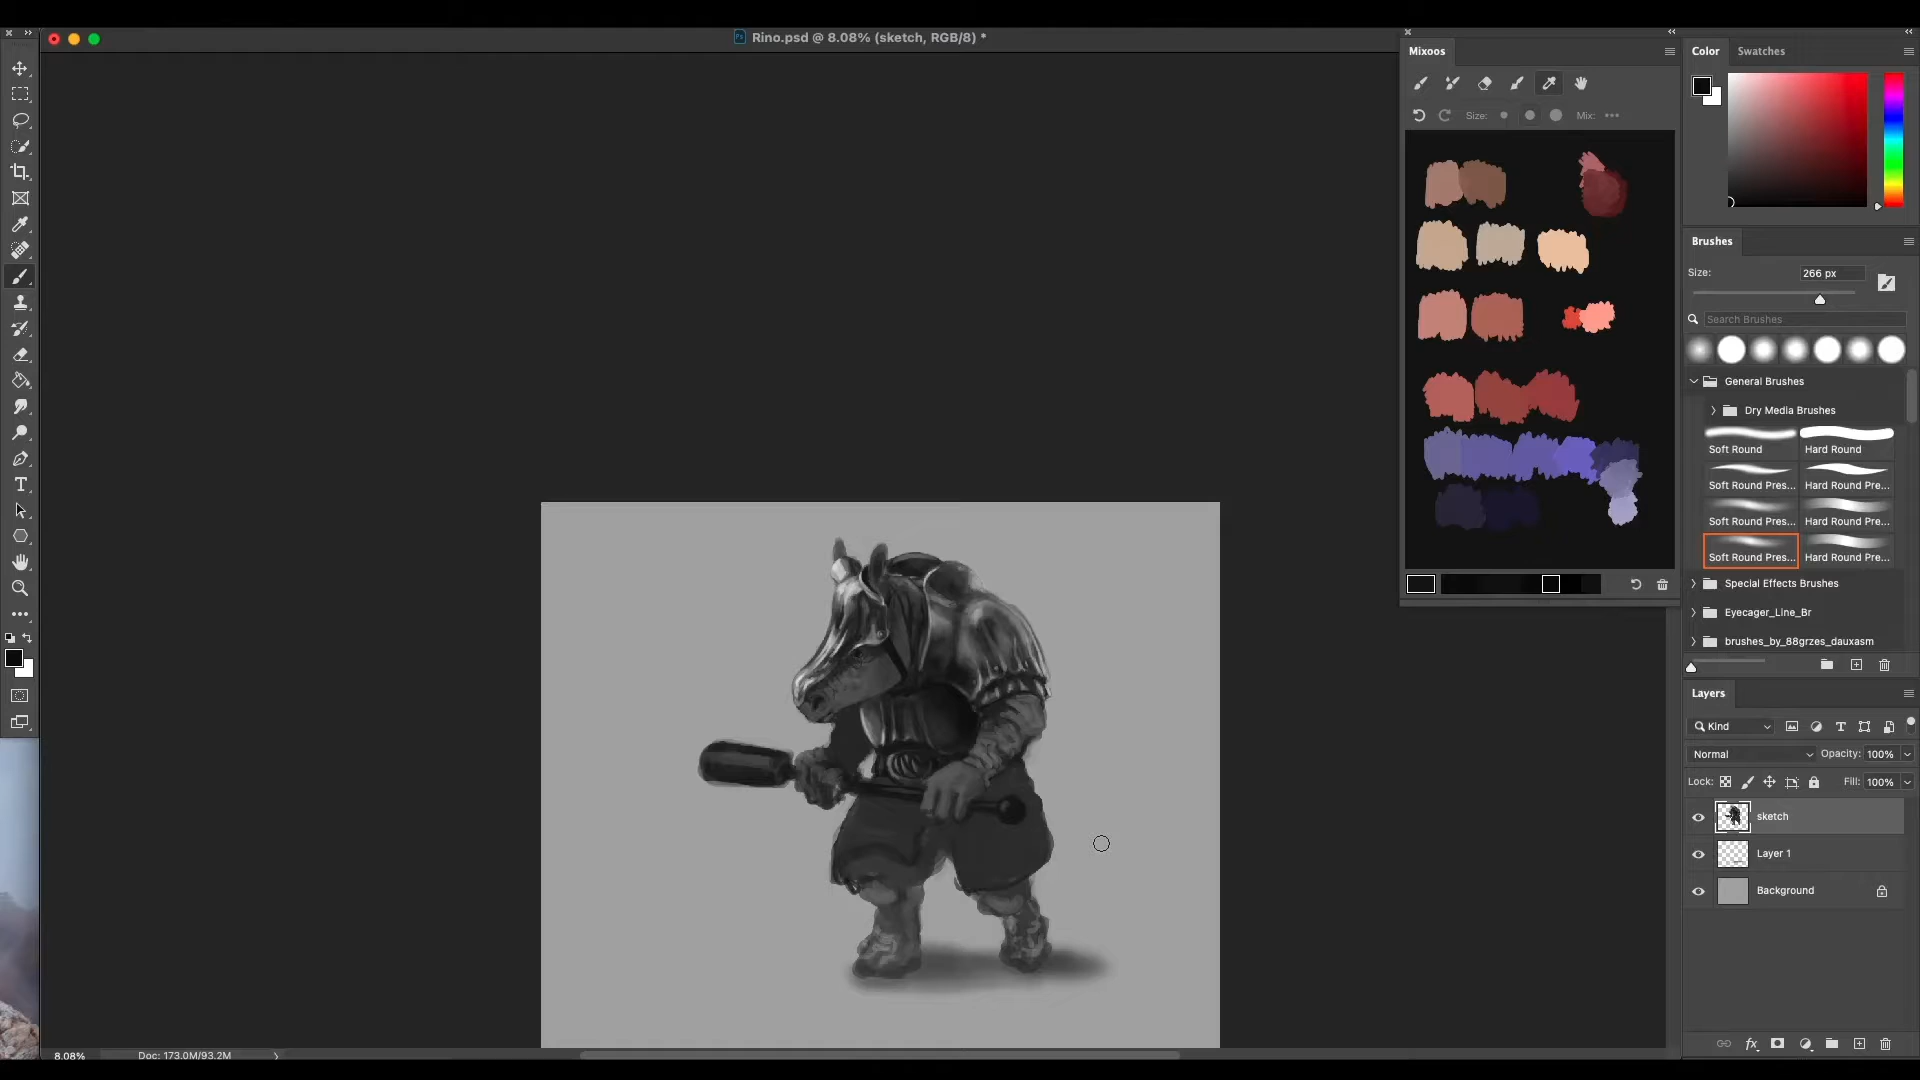 Rino.psd @ 8.08% (sketch, RGB/8) *
Mixoos
Size:
Mix:
Color
Swatches
Brushes
Size:
266 px
Search Brushes
General Brushes
Dry Media Brushes
Soft Round
Hard Round
Soft Round Pres...
Hard Round Pre...
Soft Round Pres...
Hard Round Pre...
Soft Round Pres...
Hard Round Pre...
Special Effects Brushes
Eyecager_Line_Br
brushes_by_88grzes_dauxasm
Layers
Kind
Normal
Opacity: 100%
Lock:
Fill: 100%
sketch
Layer 1
Background
8.08%
Doc: 173.0M/93.2M